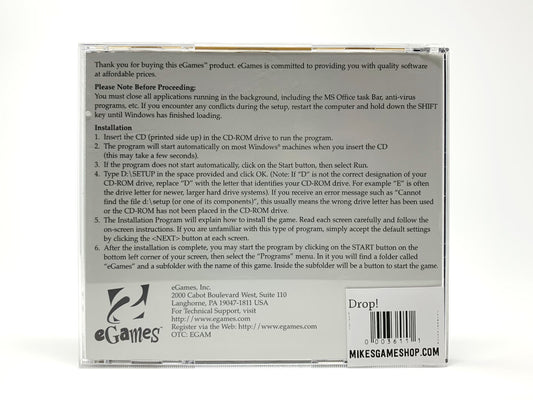 Thank you for buying this eGames™ product. eGames is committed to providing you with quality software
at affordable prices.
Please Note Before Proceeding:
You must close all applications running in the background, including the MS Office task Bar, anti-virus
programs, etc. If you encounter any conflicts during the setup, restart the computer and hold down the SHIFT
key until Windows has finished loading.
Installation
1. Insert the CD (printed side up) in the CD-ROM drive to run the program.
2. The program will start automatically on most Windows® machines when you insert the CD
(this may take a few seconds).
3. If the program does not start automatically, click on the Start button, then select Run.
4. Type D:\SETUP in the space provided and click OK. (Note: If "D" is not the correct designation of your
CD-ROM drive, replace "D" with the letter that identifies your CD-ROM drive. For example "E" is often
the drive letter for newer, larger hard drive systems). If you receive an error message such as "Cannot
find the file d:\setup (or one of its components)", this usually means the wrong drive letter has been used
or the CD-ROM has not been placed in the CD-ROM drive.
5. The Installation Program will explain how to install the game. Read each screen carefully and follow the
on-screen instructions. If you are unfamiliar with this type of program, simply accept the default settings
by clicking the <NEXT> button at each screen.
6. After the installation is complete, you may start the program by clicking on the START button on the
bottom left corner of your screen, then select the "Programs" menu. In it you will find a folder called
"eGames" and a subfolder with the name of this game. Inside the subfolder will be a button to start the game.
eGames™
eGames, Inc.
2000 Cabot Boulevard West, Suite 110
Langhorne, PA 19047-1811 USA
For Technical Support, visit
http://www.egames.com
Register via the Web: http://www.egames.com
OTC: EGAM
Drop!
0 003611 1
MIKESGAMESHOP.COM